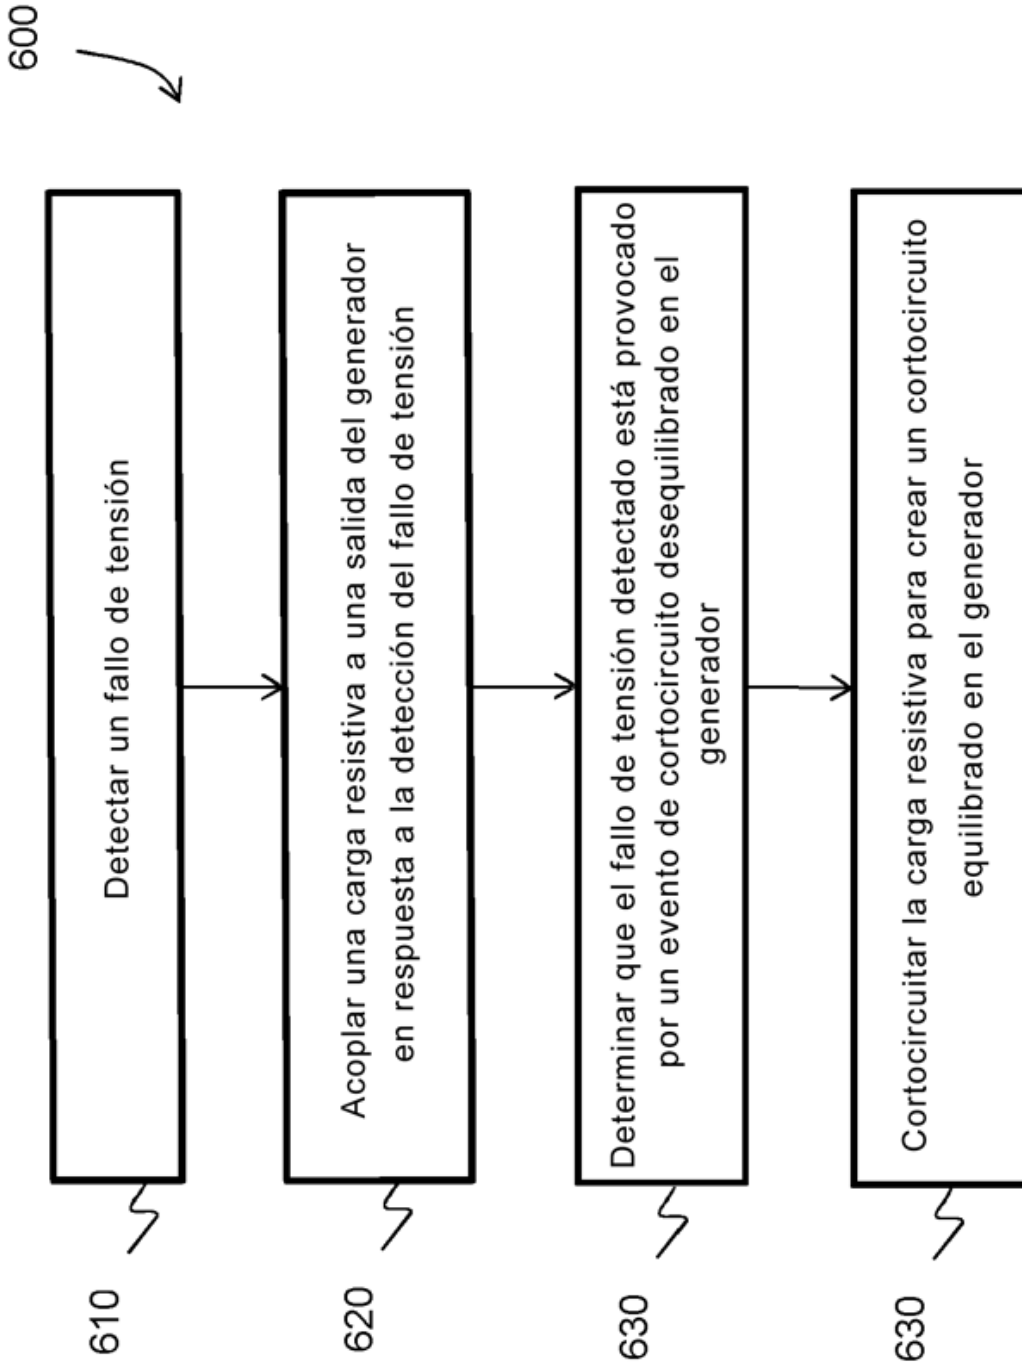 600
610
Detectar un fallo de tensión
620
Acoplar una carga resistiva a una salida del generador
en respuesta a la detección del fallo de tensión
630
Determinar que el fallo de tensión detectado está provocado
por un evento de cortocircuito desequilibrado en el
generador
630
Cortocircuitar la carga resistiva para crear un cortocircuito
equilibrado en el generador